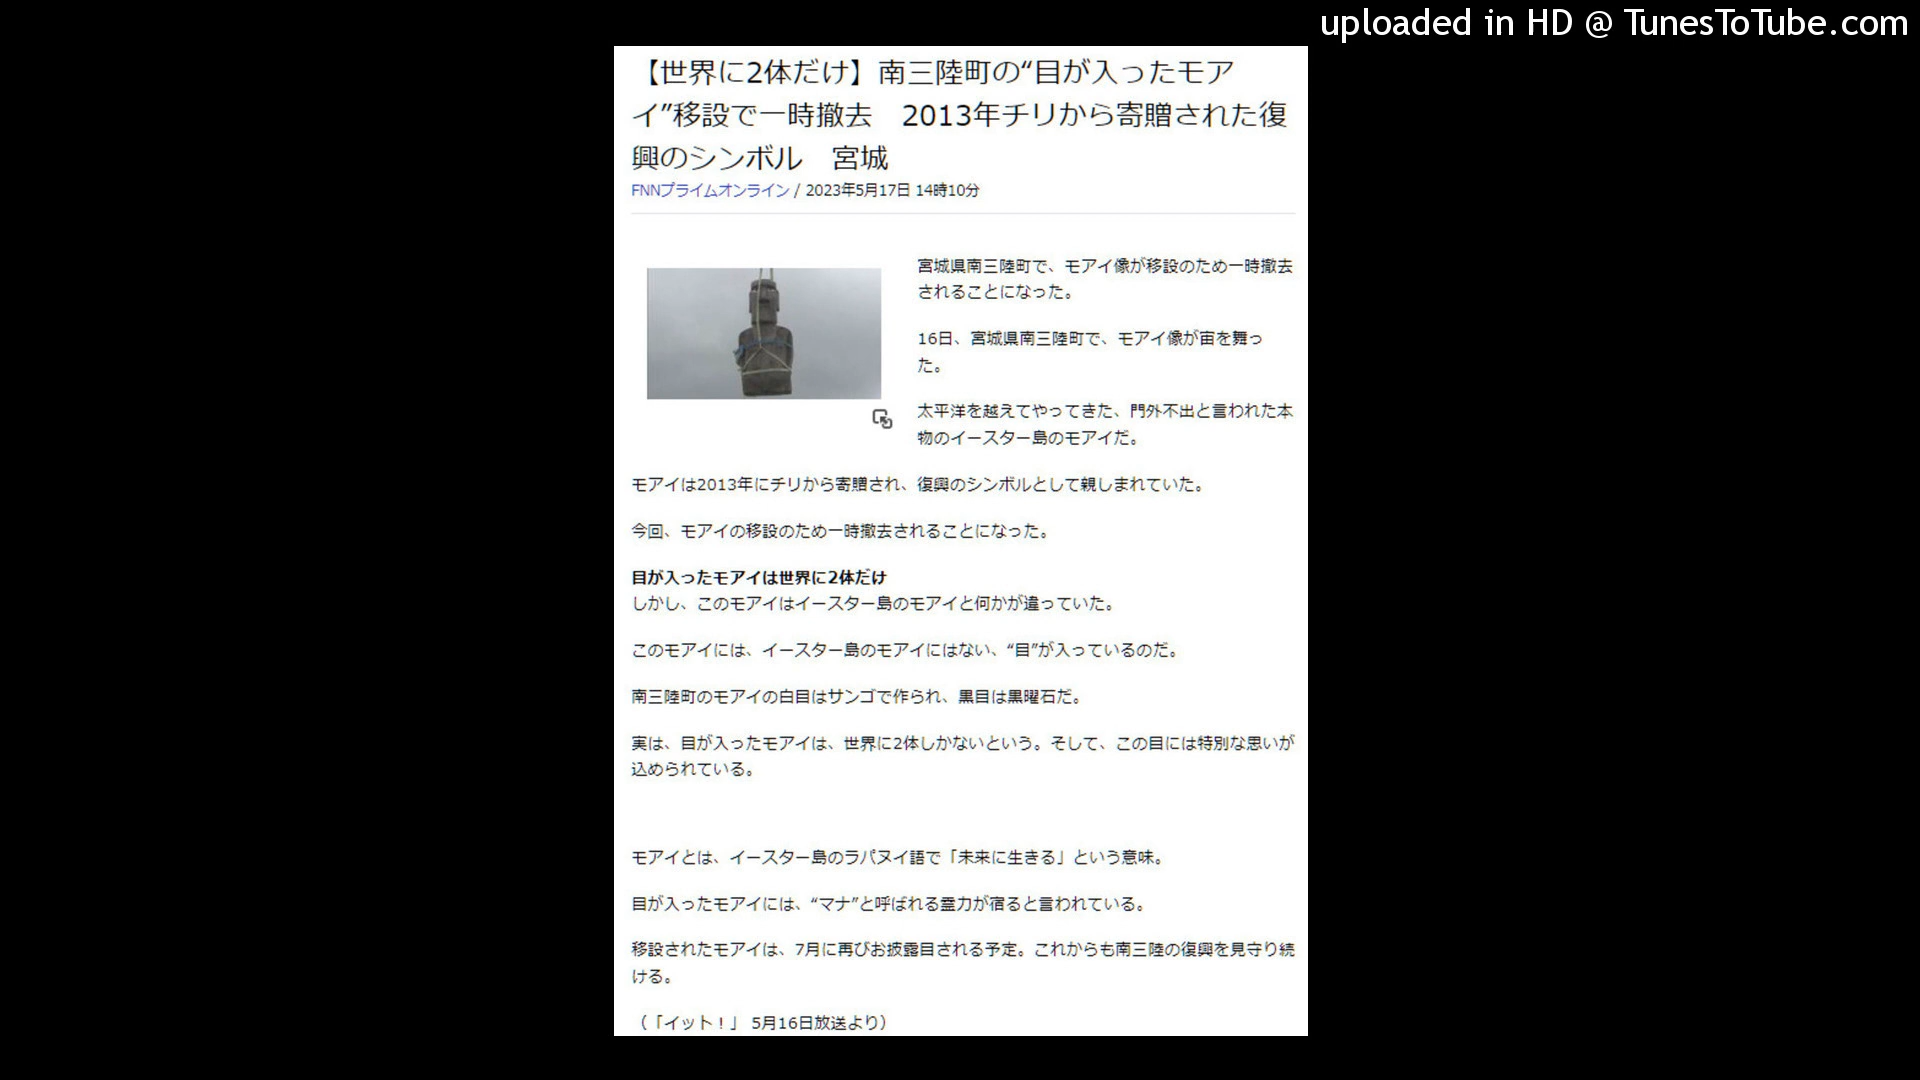 uploaded in HD @ TunesToTube.com
【世界に2体だけ】南三陸町の“目が入ったモア
イ”移設で一時撤去　2013年チリから寄贈された復
興のシンボル　宮城
FNNプライムオンライン / 2023年5月17日 14時10分
宮城県南三陸町で、モアイ像が移設のため一時撤去
されることになった。
16日、宮城県南三陸町で、モアイ像が宙を舞っ
た。
太平洋を越えてやってきた、門外不出と言われた本
物のイースター島のモアイだ。
モアイは2013年にチリから寄贈され、復興のシンボルとして親しまれていた。
今回、モアイの移設のため一時撤去されることになった。
目が入ったモアイは世界に2体だけ
しかし、このモアイはイースター島のモアイと何かが違っていた。
このモアイには、イースター島のモアイにはない、“目”が入っているのだ。
南三陸町のモアイの白目はサンゴで作られ、黒目は黒曜石だ。
実は、目が入ったモアイは、世界に2体しかないという。そして、この目には特別な思いが
込められている。
モアイとは、イースター島のラパヌイ語で「未来に生きる」という意味。
目が入ったモアイには、“マナ”と呼ばれる霊力が宿ると言われている。
移設されたモアイは、7月に再びお披露目される予定。これからも南三陸の復興を見守り続
ける。
（「イット！」 5月16日放送より）